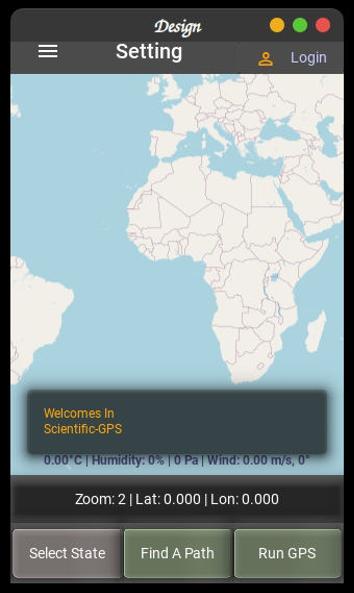 Design
Setting
Login
Welcomes In
Scientific-GPS
0.00°C | Humidity: 0% | 0 Pa | Wind: 0.00 m/s, 0°
Zoom: 2 | Lat: 0.000 | Lon: 0.000
Select State
Find A Path
Run GPS